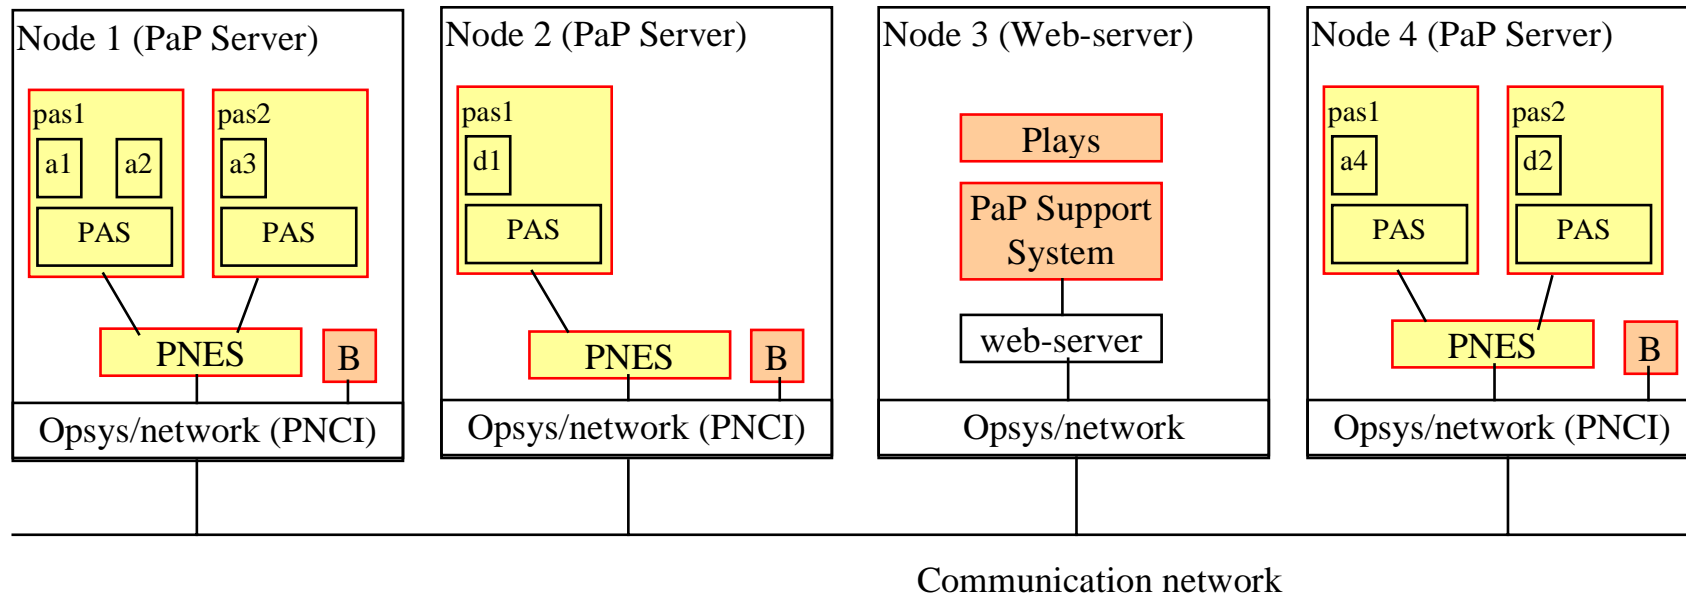 Node 1 (PaP Server)
pas1
a1
a2
PAS
pas2
a3
PAS
PNES
B
Opsys/network (PNCI)
Node 2 (PaP Server)
pas1
d1
PAS
PNES
B
Opsys/network (PNCI)
Node 3 (Web-server)
Plays
PaP Support
System
web-server
Opsys/network
Node 4 (PaP Server)
pas1
a4
PAS
pas2
d2
PAS
PNES
B
Opsys/network (PNCI)
Communication network